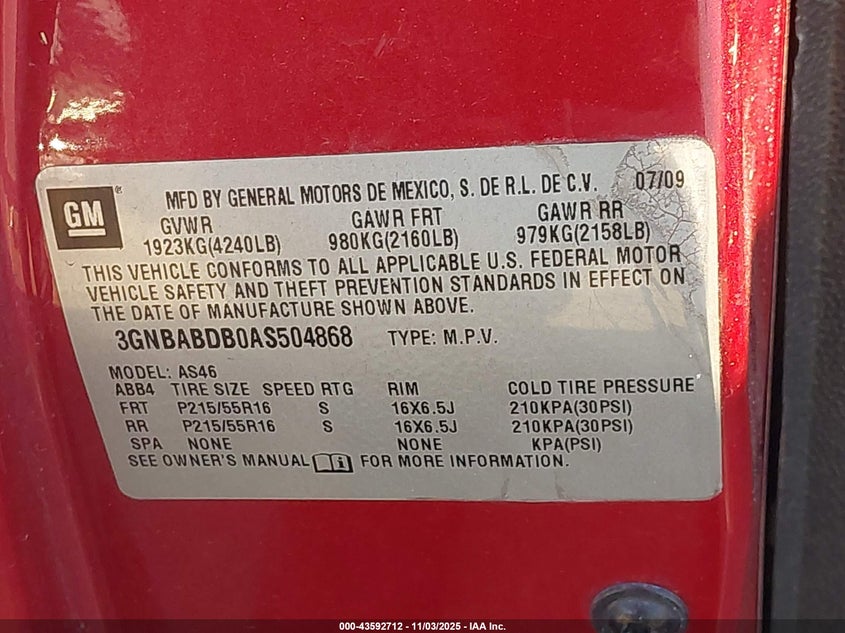 GM ®
MFD BY GENERAL MOTORS DE MEXICO, S. DE R.L. DE C.V. 07/09
GVWR GAWR FRT GAWR RR
1923KG(4240LB) 980KG(2160LB) 979KG(2158LB)
THIS VEHICLE CONFORMS TO ALL APPLICABLE U.S. FEDERAL MOTOR
VEHICLE SAFETY AND THEFT PREVENTION STANDARDS IN EFFECT ON
THE DATE OF MANUFACTURE SHOWN ABOVE.
3GNBABDB0AS504868 TYPE: M.P.V.
MODEL: AS46
ABB4 TIRE SIZE SPEED RTG RIM COLD TIRE PRESSURE
FRT P215/55R16 S 16X6.5J 210KPA(30PSI)
RR P215/55R16 S 16X6.5J 210KPA(30PSI)
SPA NONE NONE KPA(PSI)
SEE OWNER'S MANUAL FOR MORE INFORMATION.
000-43592712 - 11/03/2025 - IAA Inc.